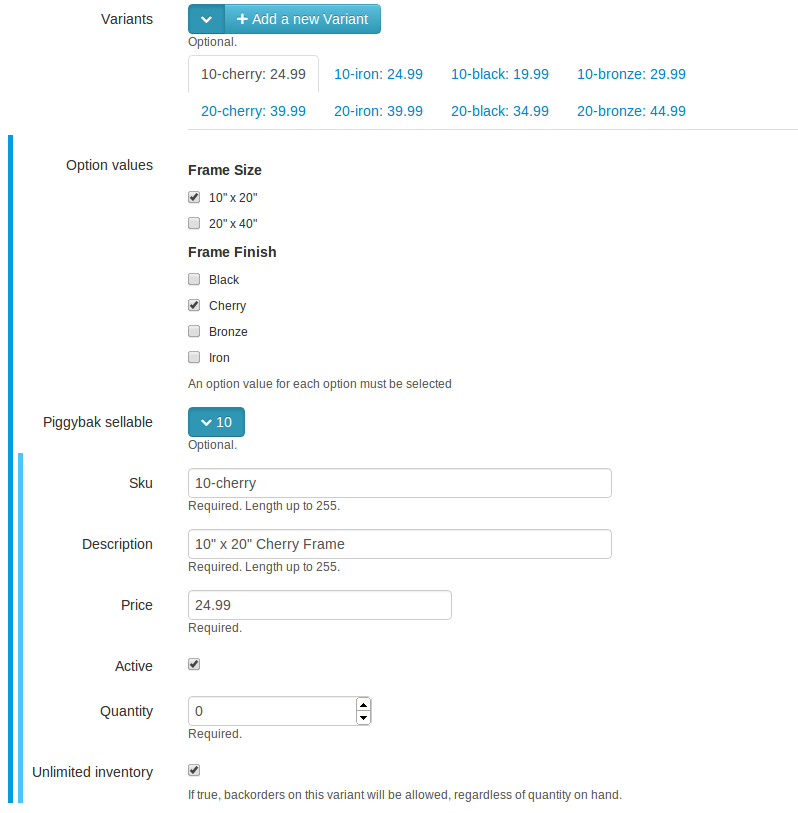 Variants
+ Add a new Variant
Optional.
10-cherry: 24.99 10-iron: 24.99 10-black: 19.99 10-bronze: 29.99
20-cherry: 39.99 20-iron: 39.99 20-black: 34.99 20-bronze: 44.99
Option values
Frame Size
10" x 20"
20" x 40"
Frame Finish
Black
Cherry
Bronze
Iron
An option value for each option must be selected
Piggybak sellable 10
Optional.
Sku 10-cherry
Required. Length up to 255.
Description 10" x 20" Cherry Frame
Required. Length up to 255.
Price 24.99
Required.
Active
Quantity 0
Required.
Unlimited inventory
If true, backorders on this variant will be allowed, regardless of quantity on hand.